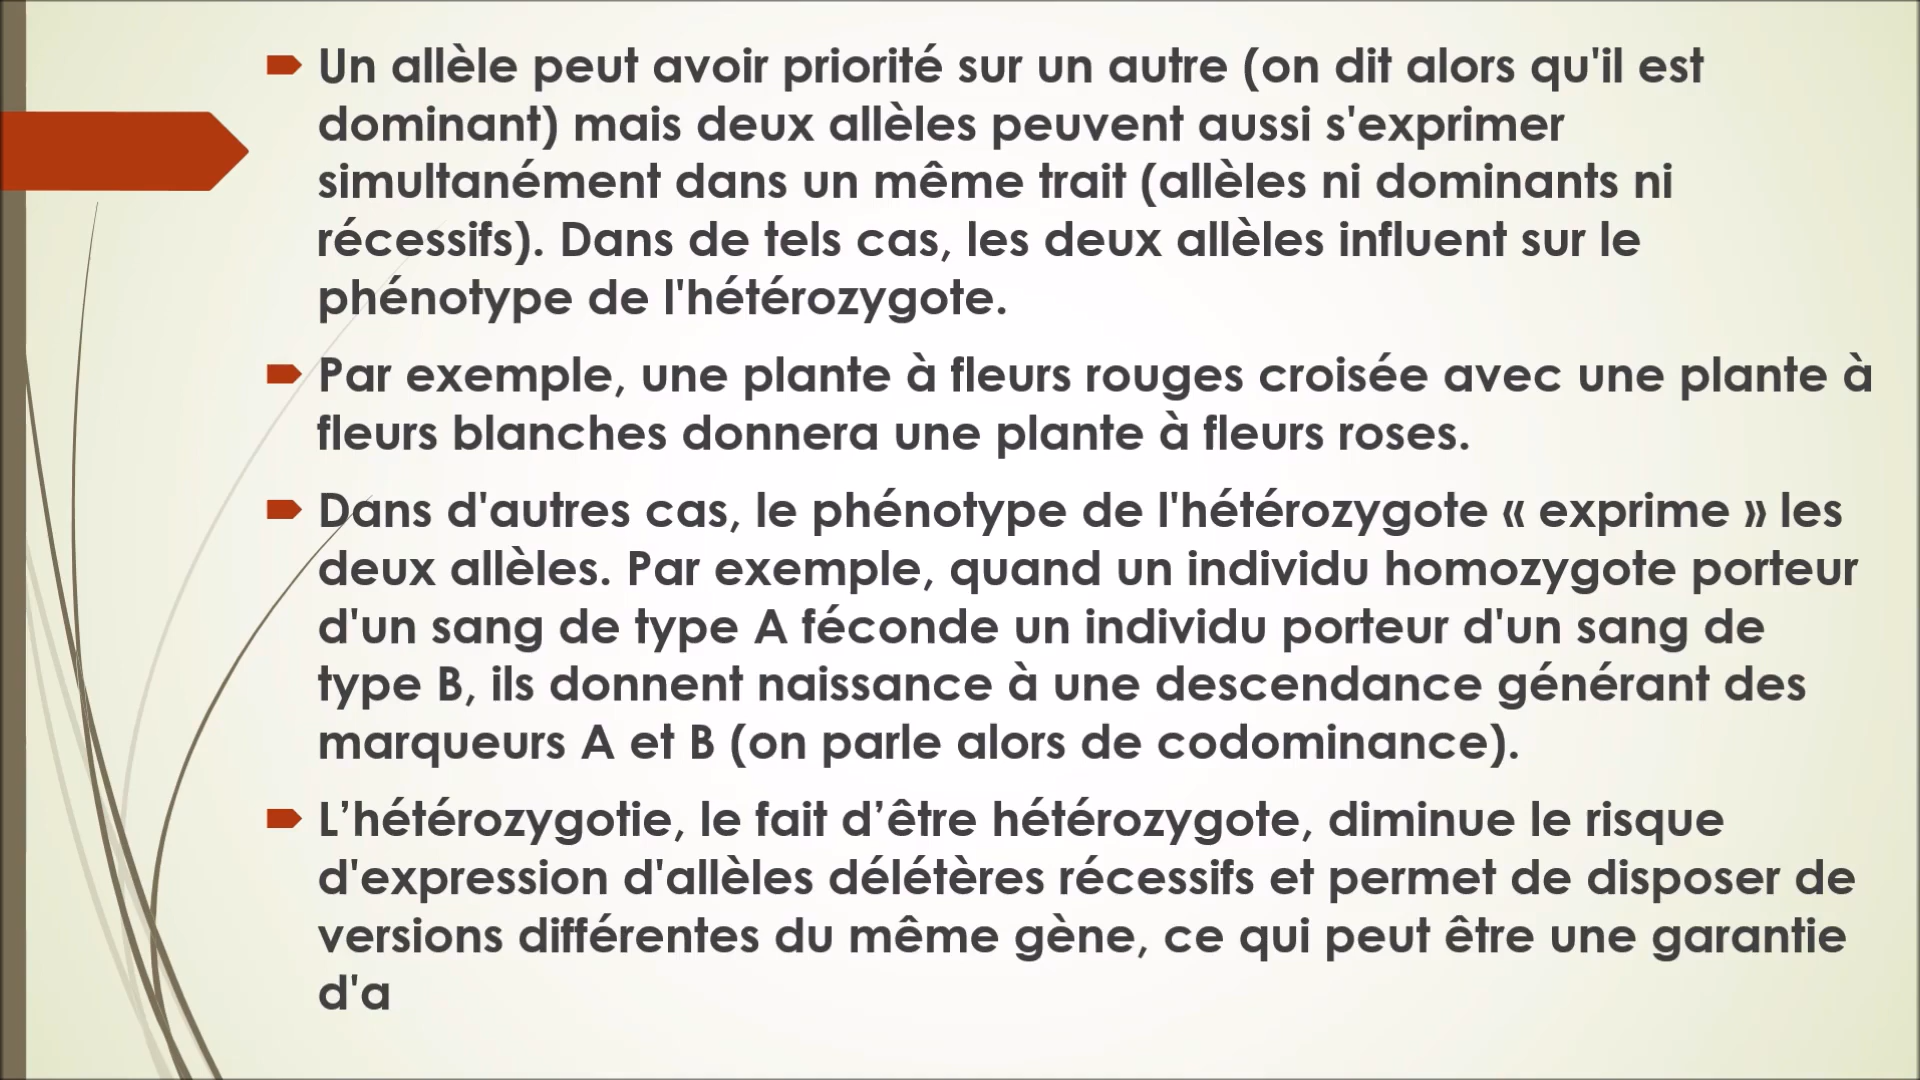 Un allèle peut avoir priorité sur un autre (on dit alors qu'il est
dominant) mais deux allèles peuvent aussi s'exprimer
simultanément dans un même trait (allèles ni dominants ni
récessifs). Dans de tels cas, les deux allèles influent sur le
phénotype de l'hétérozygote.
Par exemple, une plante à fleurs rouges croisée avec une plante à
fleurs blanches donnera une plante à fleurs roses.
Dans d'autres cas, le phénotype de l'hétérozygote « exprime » les
deux allèles. Par exemple, quand un individu homozygote porteur
d'un sang de type A féconde un individu porteur d'un sang de
type B, ils donnent naissance à une descendance générant des
marqueurs A et B (on parle alors de codominance).
L’hétérozygotie, le fait d’être hétérozygote, diminue le risque
d'expression d'allèles délétères récessifs et permet de disposer de
versions différentes du même gène, ce qui peut être une garantie
d'a